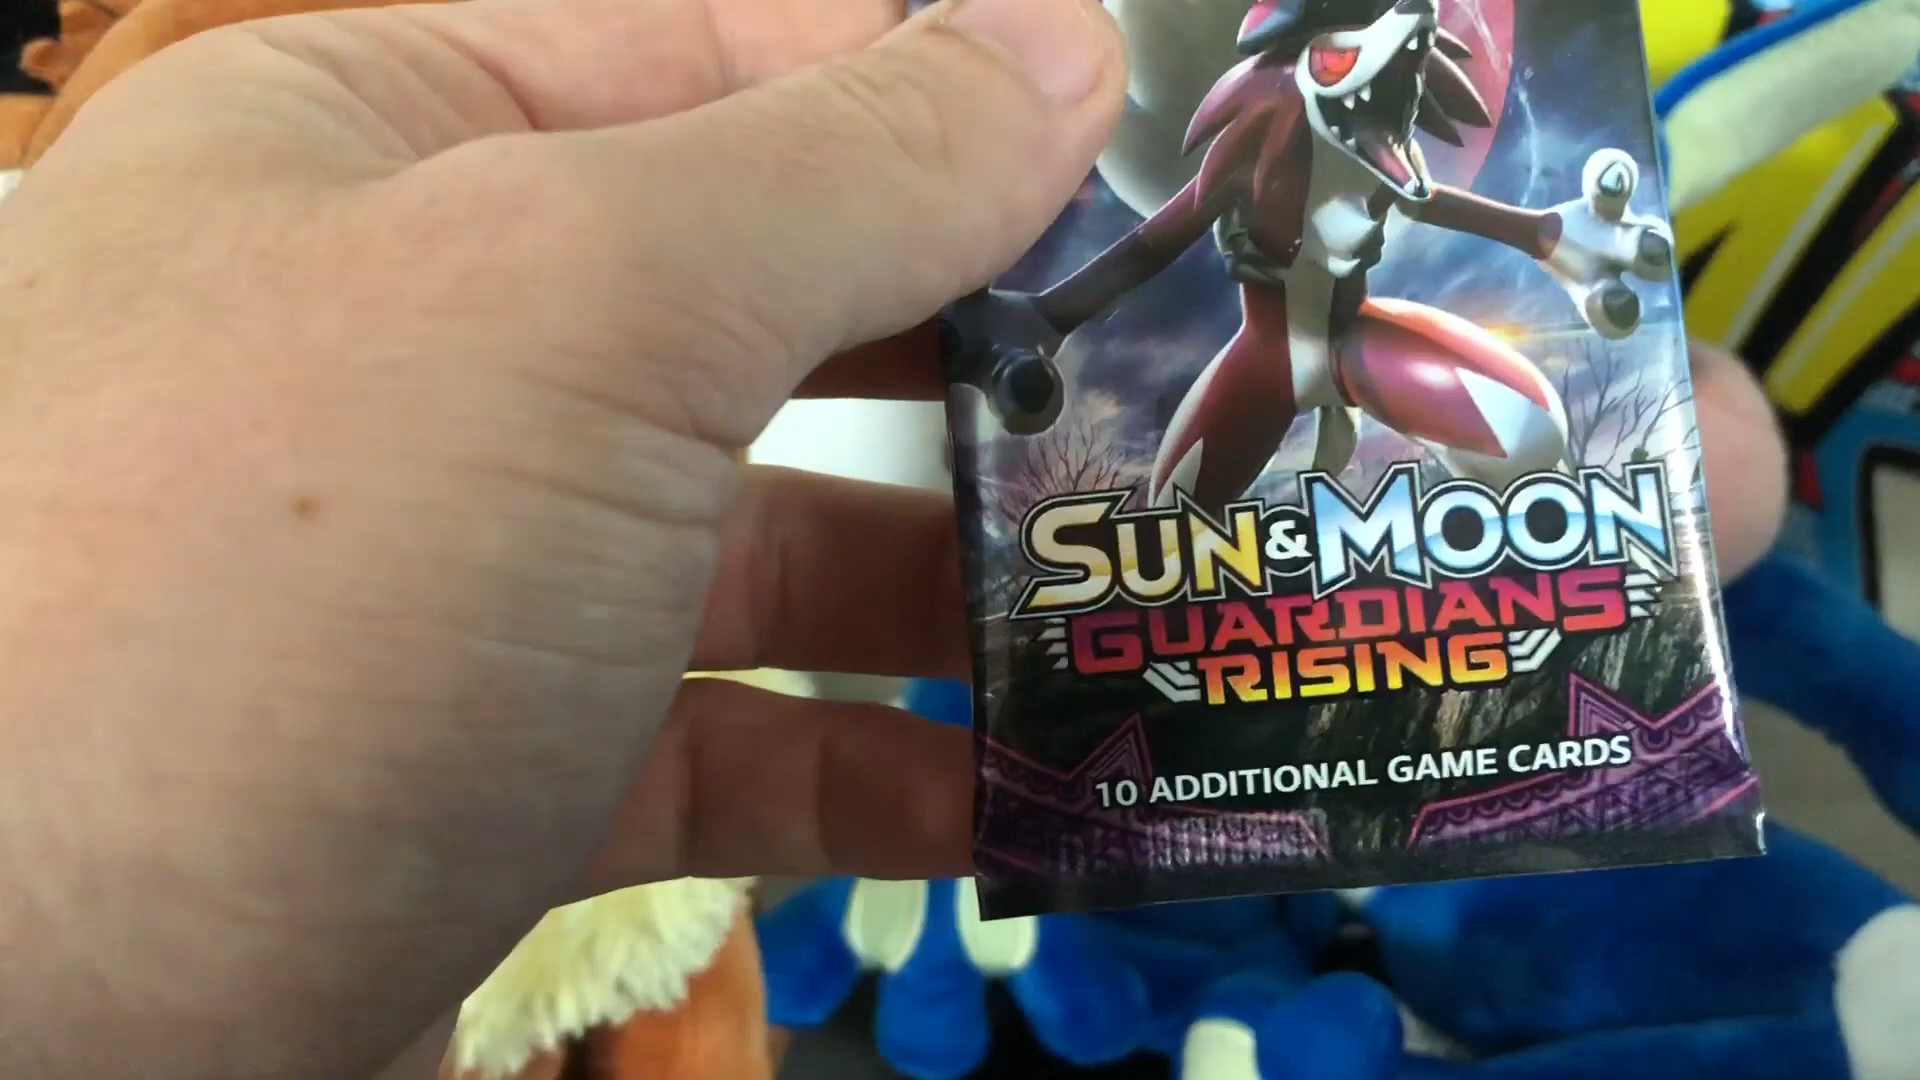 SUN & MOON
GUARDIANS
RISING
10 ADDITIONAL GAME CARDS